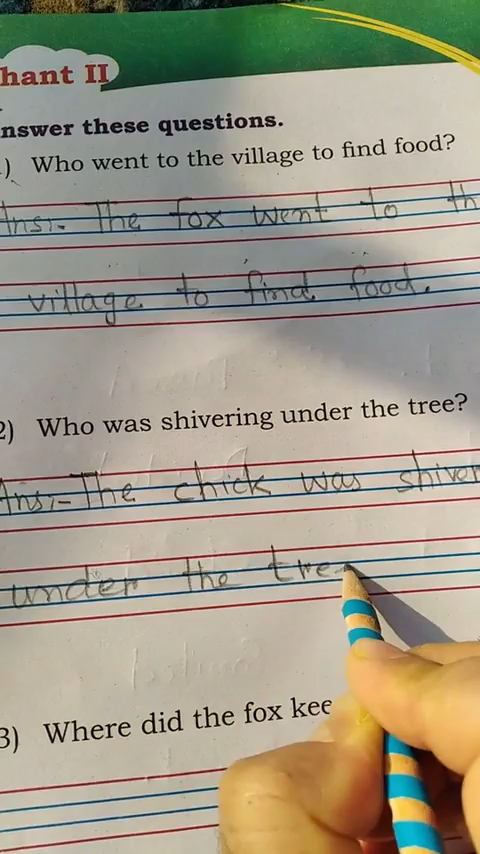 hant II
nswer these questions.
) Who went to the village to find food?
Ans:- The fox went to th
village to find food.
2) Who was shivering under the tree?
Ans:- The chick was shiver
under the tre
3) Where did the fox kee